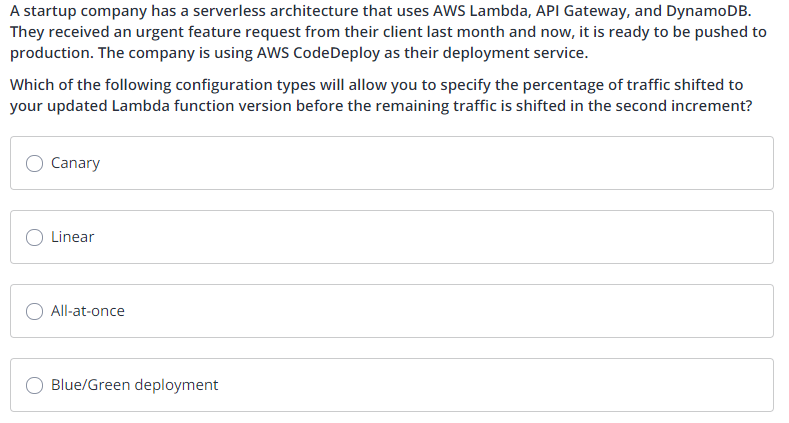 A startup company has a serverless architecture that uses AWS Lambda, API Gateway, and DynamoDB.
They received an urgent feature request from their client last month and now, it is ready to be pushed to
production. The company is using AWS CodeDeploy as their deployment service.
Which of the following configuration types will allow you to specify the percentage of traffic shifted to
your updated Lambda function version before the remaining traffic is shifted in the second increment?
Canary
Linear
All-at-once
Blue/Green deployment